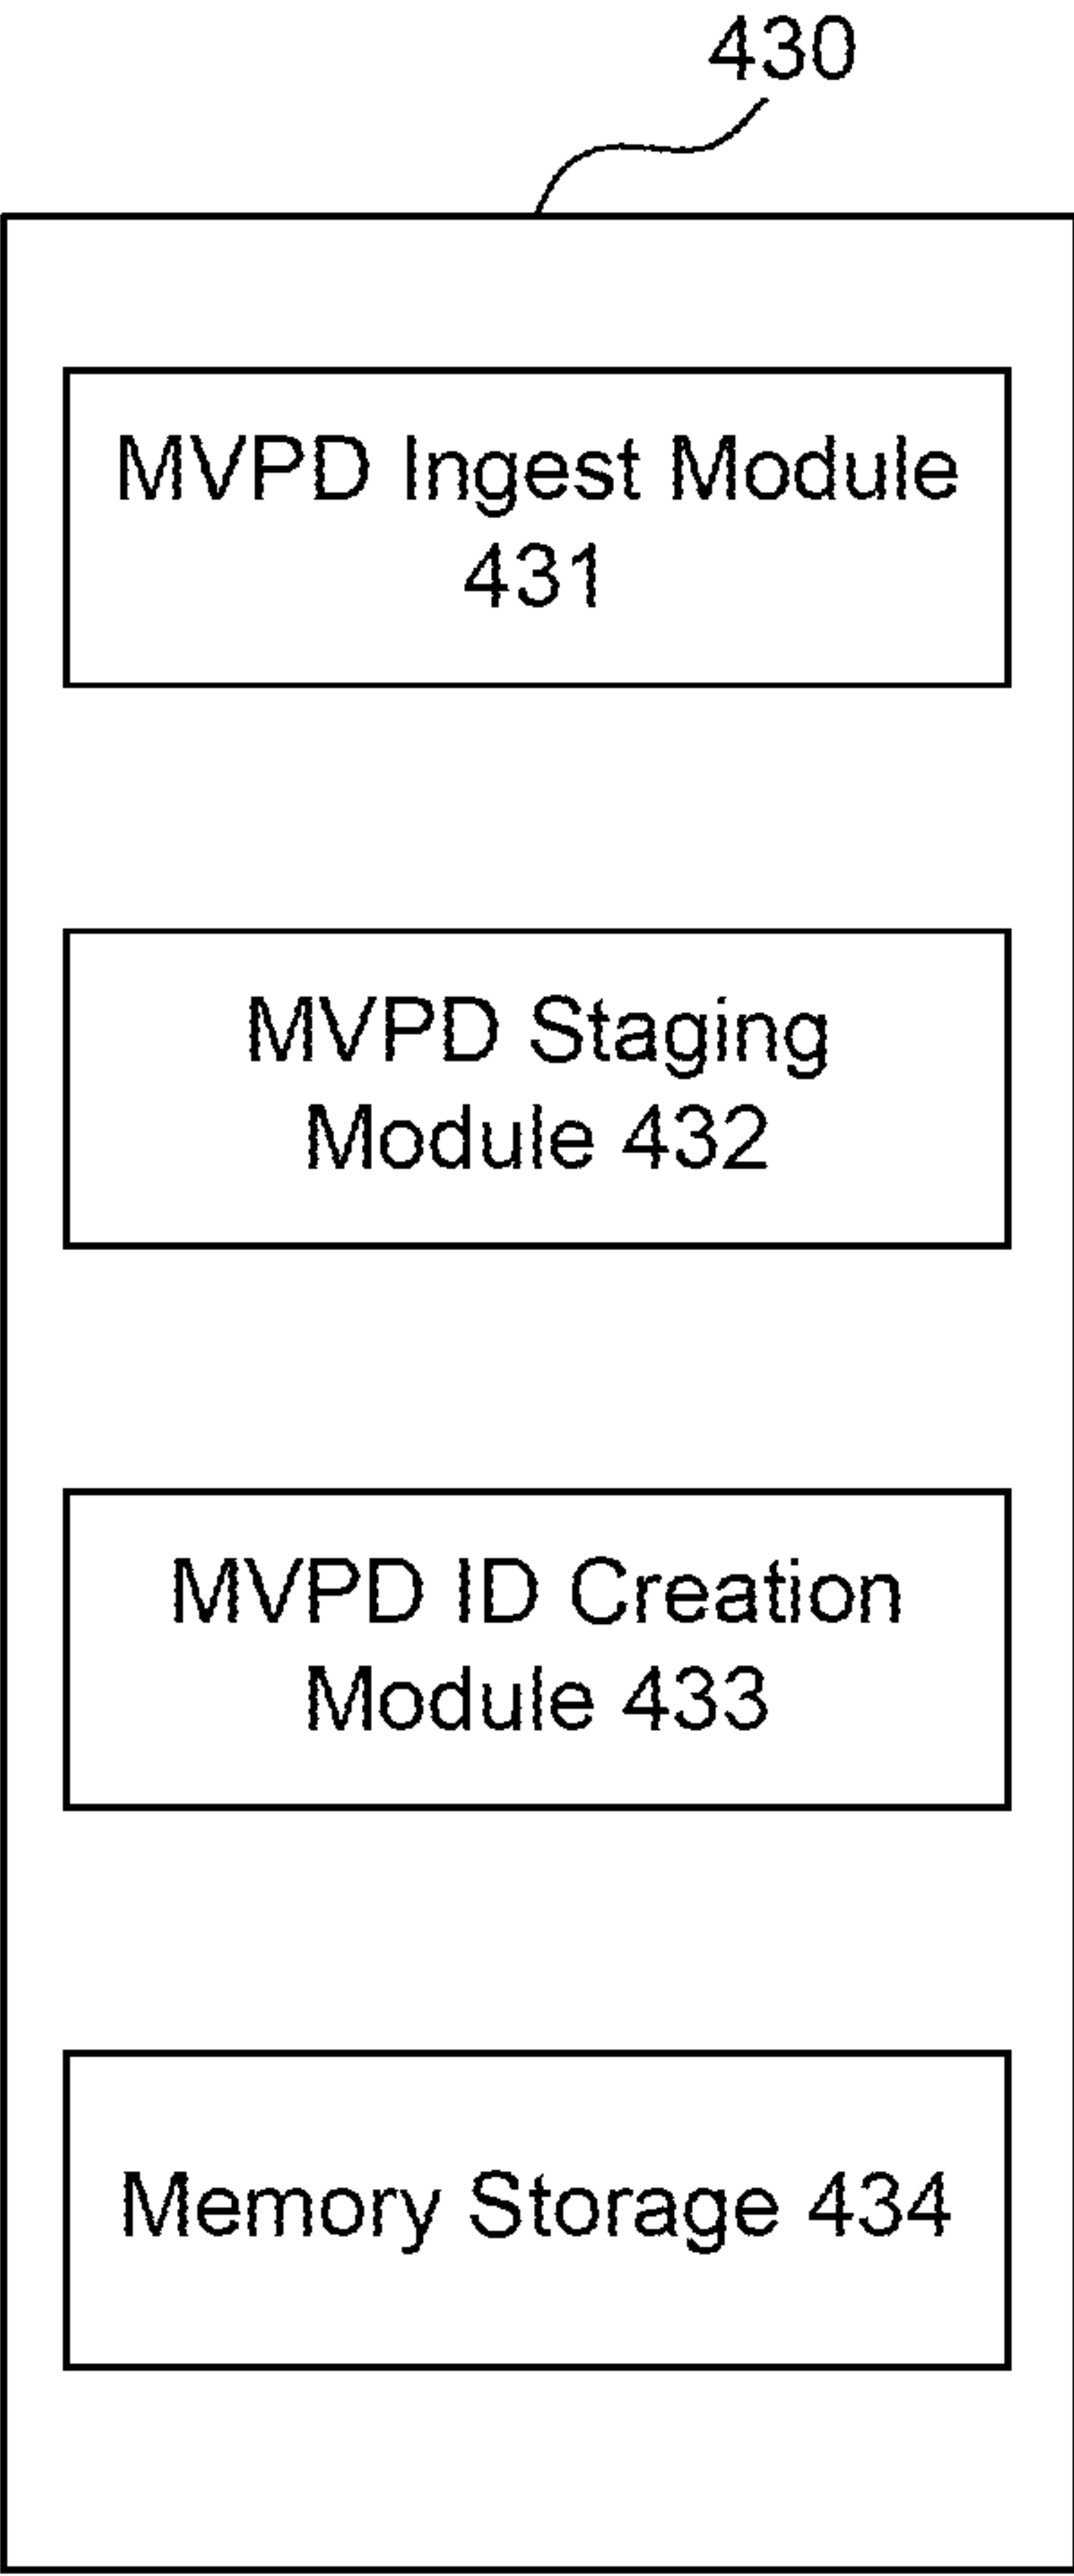 430
MVPD Ingest Module
431
MVPD Staging
Module 432
MVPD ID Creation
Module 433
Memory Storage 434